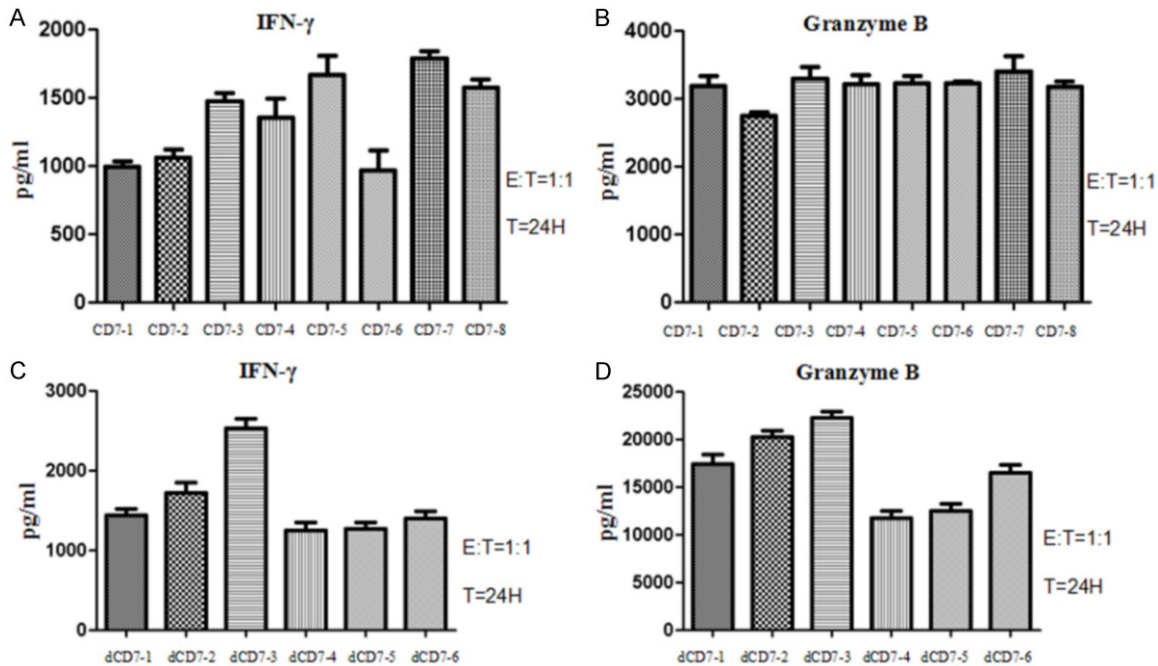 A
IFN-γ
2000
1500
1000
500
0
pg/ml
E:T=1:1
T=24H
CD7-1 CD7-2 CD7-3 CD7-4 CD7-5 CD7-6 CD7-7 CD7-8
B
Granzyme B
4000
3000
2000
1000
0
pg/ml
E:T=1:1
T=24H
CD7-1 CD7-2 CD7-3 CD7-4 CD7-5 CD7-6 CD7-7 CD7-8
C
IFN-γ
3000
2000
1000
0
pg/ml
E:T=1:1
T=24H
dCD7-1 dCD7-2 dCD7-3 dCD7-4 dCD7-5 dCD7-6
D
Granzyme B
25000
20000
15000
10000
5000
0
pg/ml
E:T=1:1
T=24H
dCD7-1 dCD7-2 dCD7-3 dCD7-4 dCD7-5 dCD7-6